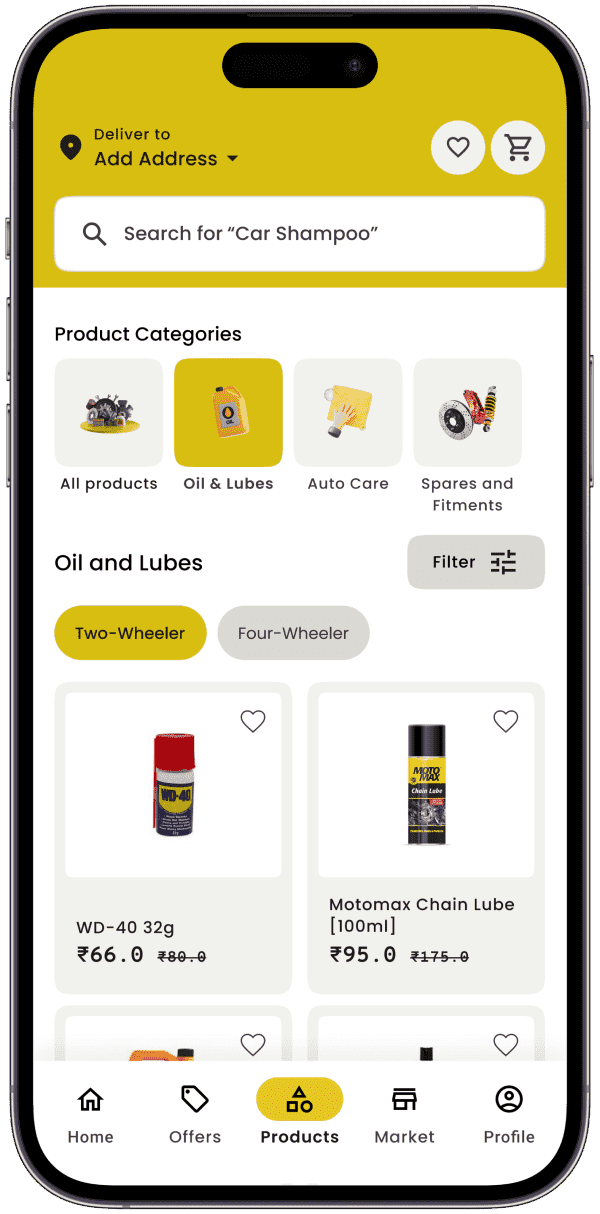 Deliver to
Add Address
Search for “Car Shampoo”
Product Categories
OIL
All products
Oil & Lubes
Auto Care
Spares and
Fitments
Oil and Lubes
Filter
Two-Wheeler
Four-Wheeler
WD-40
MOTO
MAX
Chain Lube
WD-40 32g
₹66.0 ₹80.0
Motomax Chain Lube
[100ml]
₹95.0 ₹175.0
Home
Offers
Products
Market
Profile